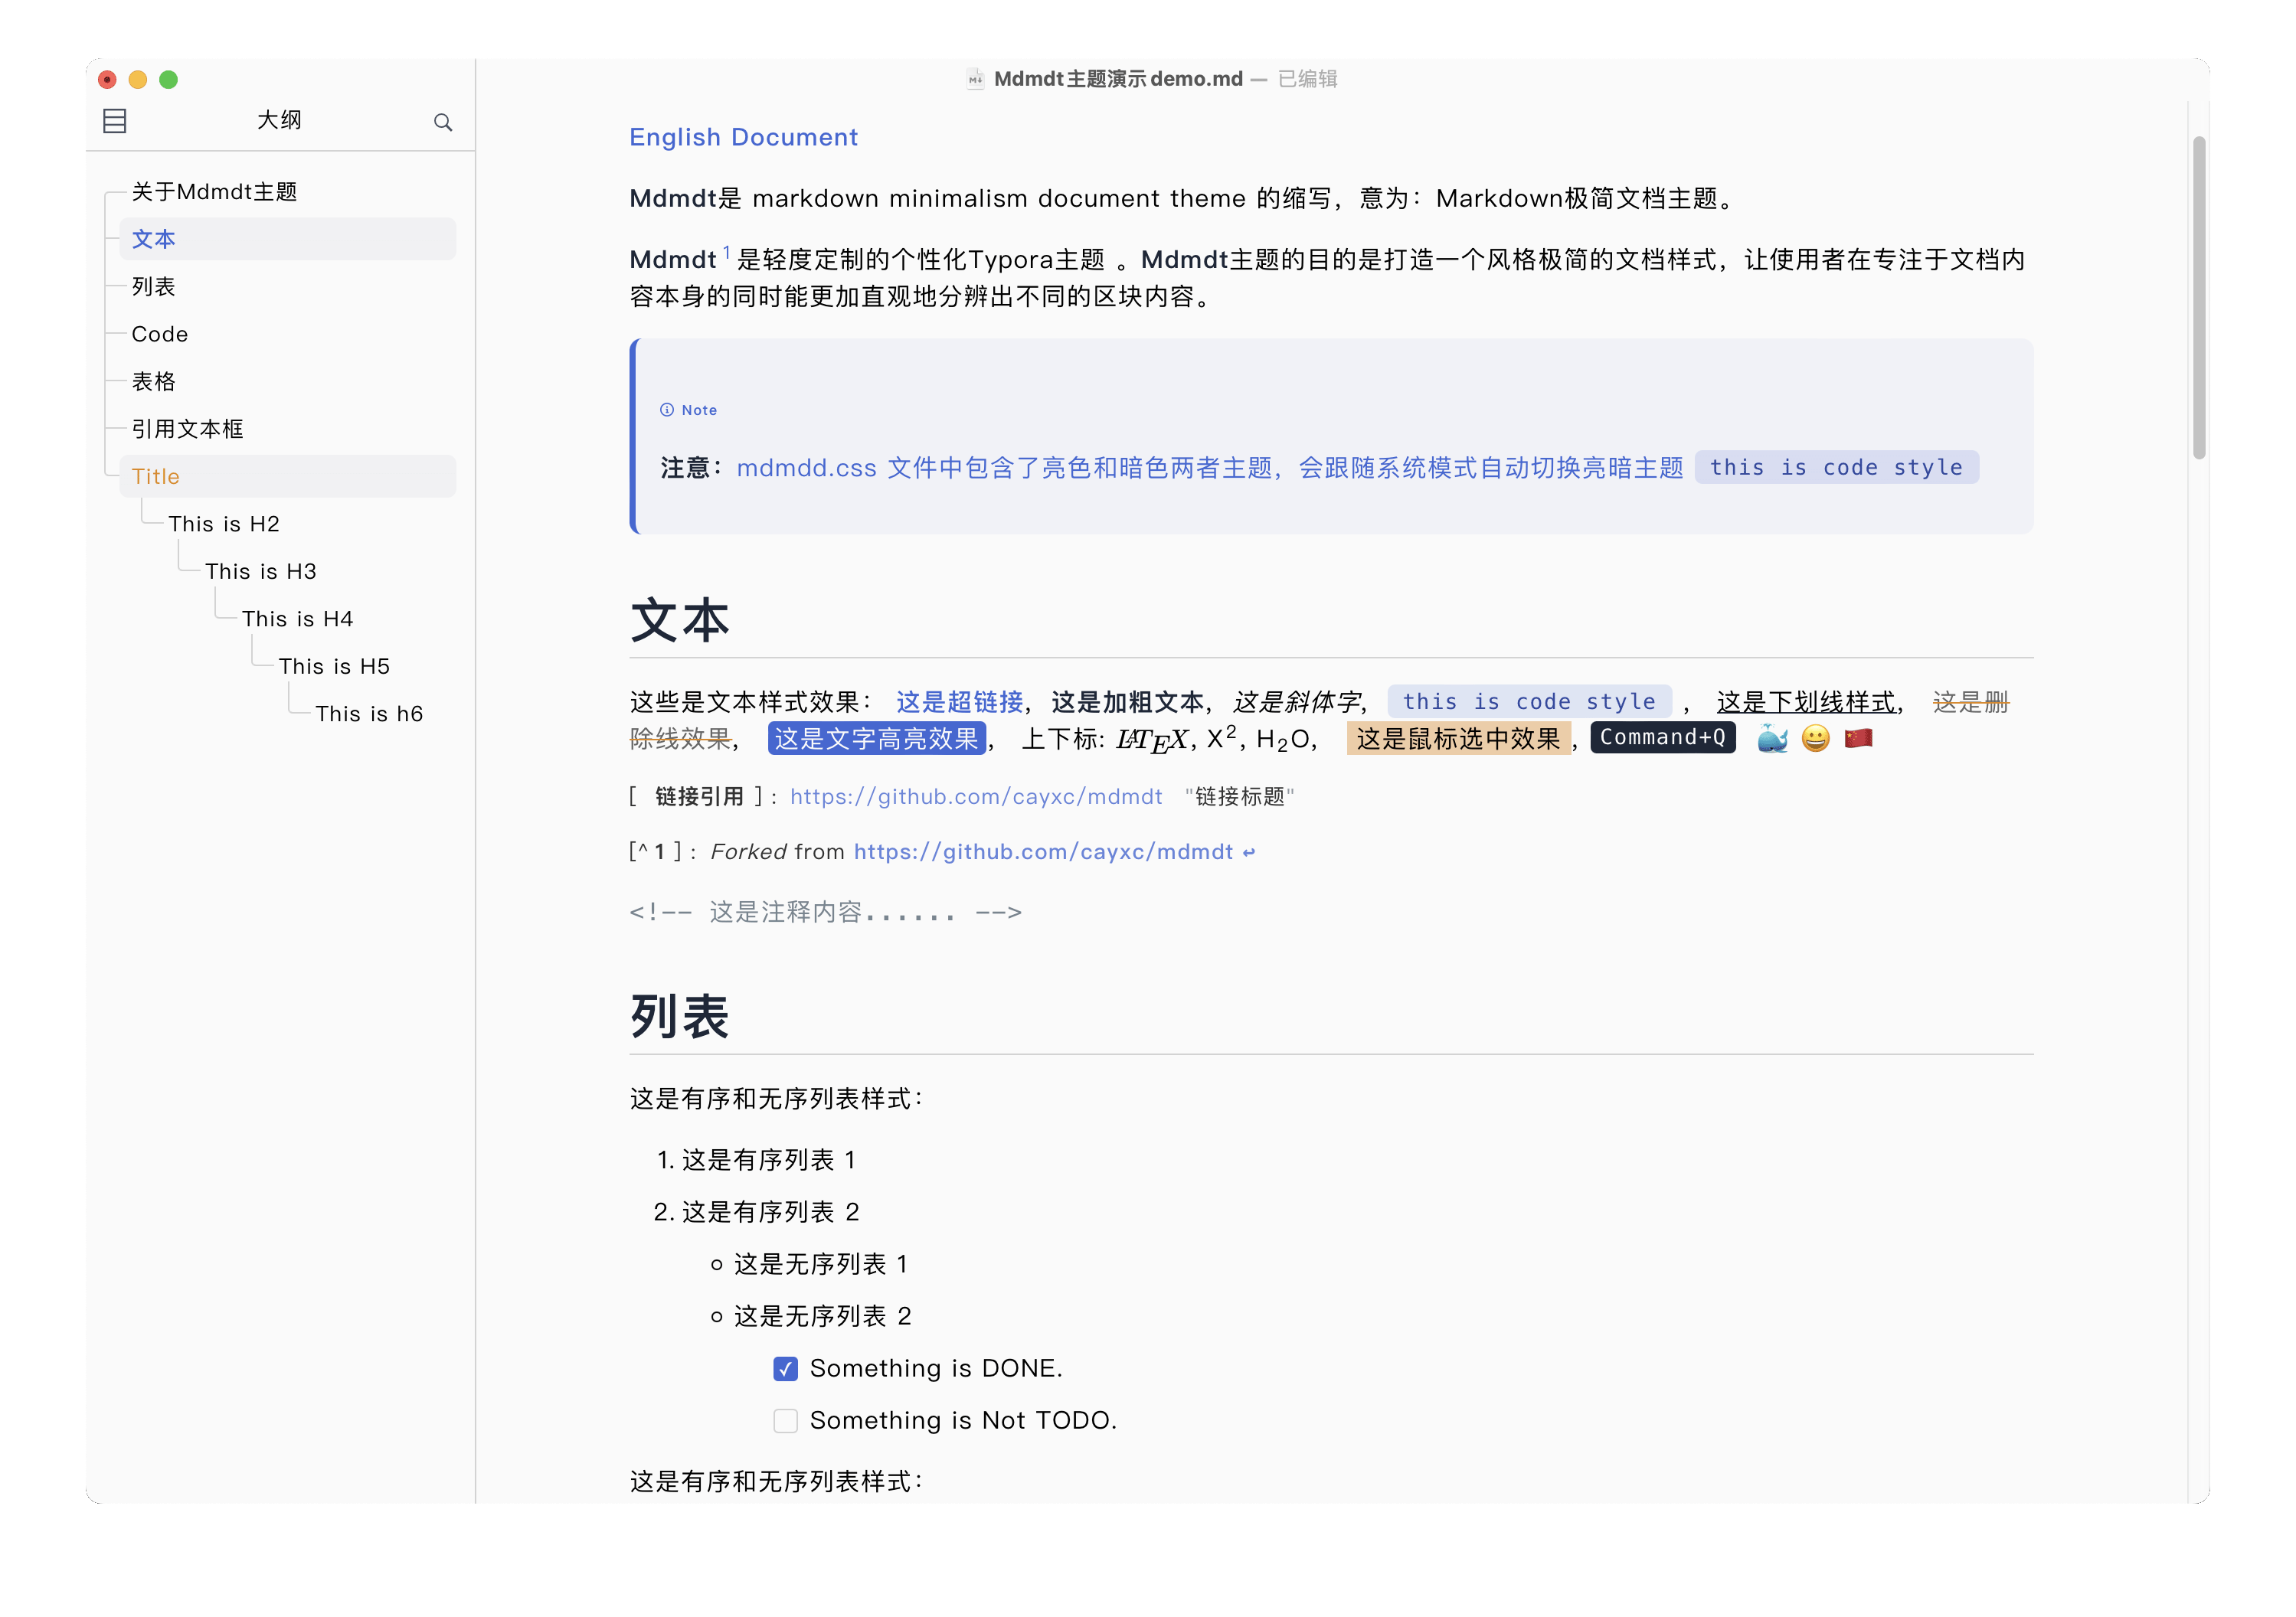 Mdmdt主题演示demo.md — 已编辑
大纲
关于Mdmdt主题
文本
列表
Code
表格
引用文本框
Title
This is H2
This is H3
This is H4
This is H5
This is h6
English Document
Mdmdt是 markdown minimalism document theme 的缩写，意为：Markdown极简文档主题。
Mdmdt 1 是轻度定制的个性化Typora主题 。Mdmdt主题的目的是打造一个风格极简的文档样式，让使用者在专注于文档内
容本身的同时能更加直观地分辨出不同的区块内容。
Note
注意：mdmdd.css 文件中包含了亮色和暗色两者主题，会跟随系统模式自动切换亮暗主题 this is code style
文本
这些是文本样式效果： 这是超链接，这是加粗文本，这是斜体字， this is code style ， 这是下划线样式， 这是删
除线效果， 这是文字高亮效果， 上下标: LATEX, X2, H2O, 这是鼠标选中效果 , Command+Q 🐳 😀 🇨🇳
[ 链接引用 ]：https://github.com/cayxc/mdmdt "链接标题"
[^ 1 ]：Forked from https://github.com/cayxc/mdmdt ↩
<!-- 这是注释内容...... -->
列表
这是有序和无序列表样式：
1. 这是有序列表 1
2. 这是有序列表 2
这是无序列表 1
这是无序列表 2
Something is DONE.
Something is Not TODO.
这是有序和无序列表样式：